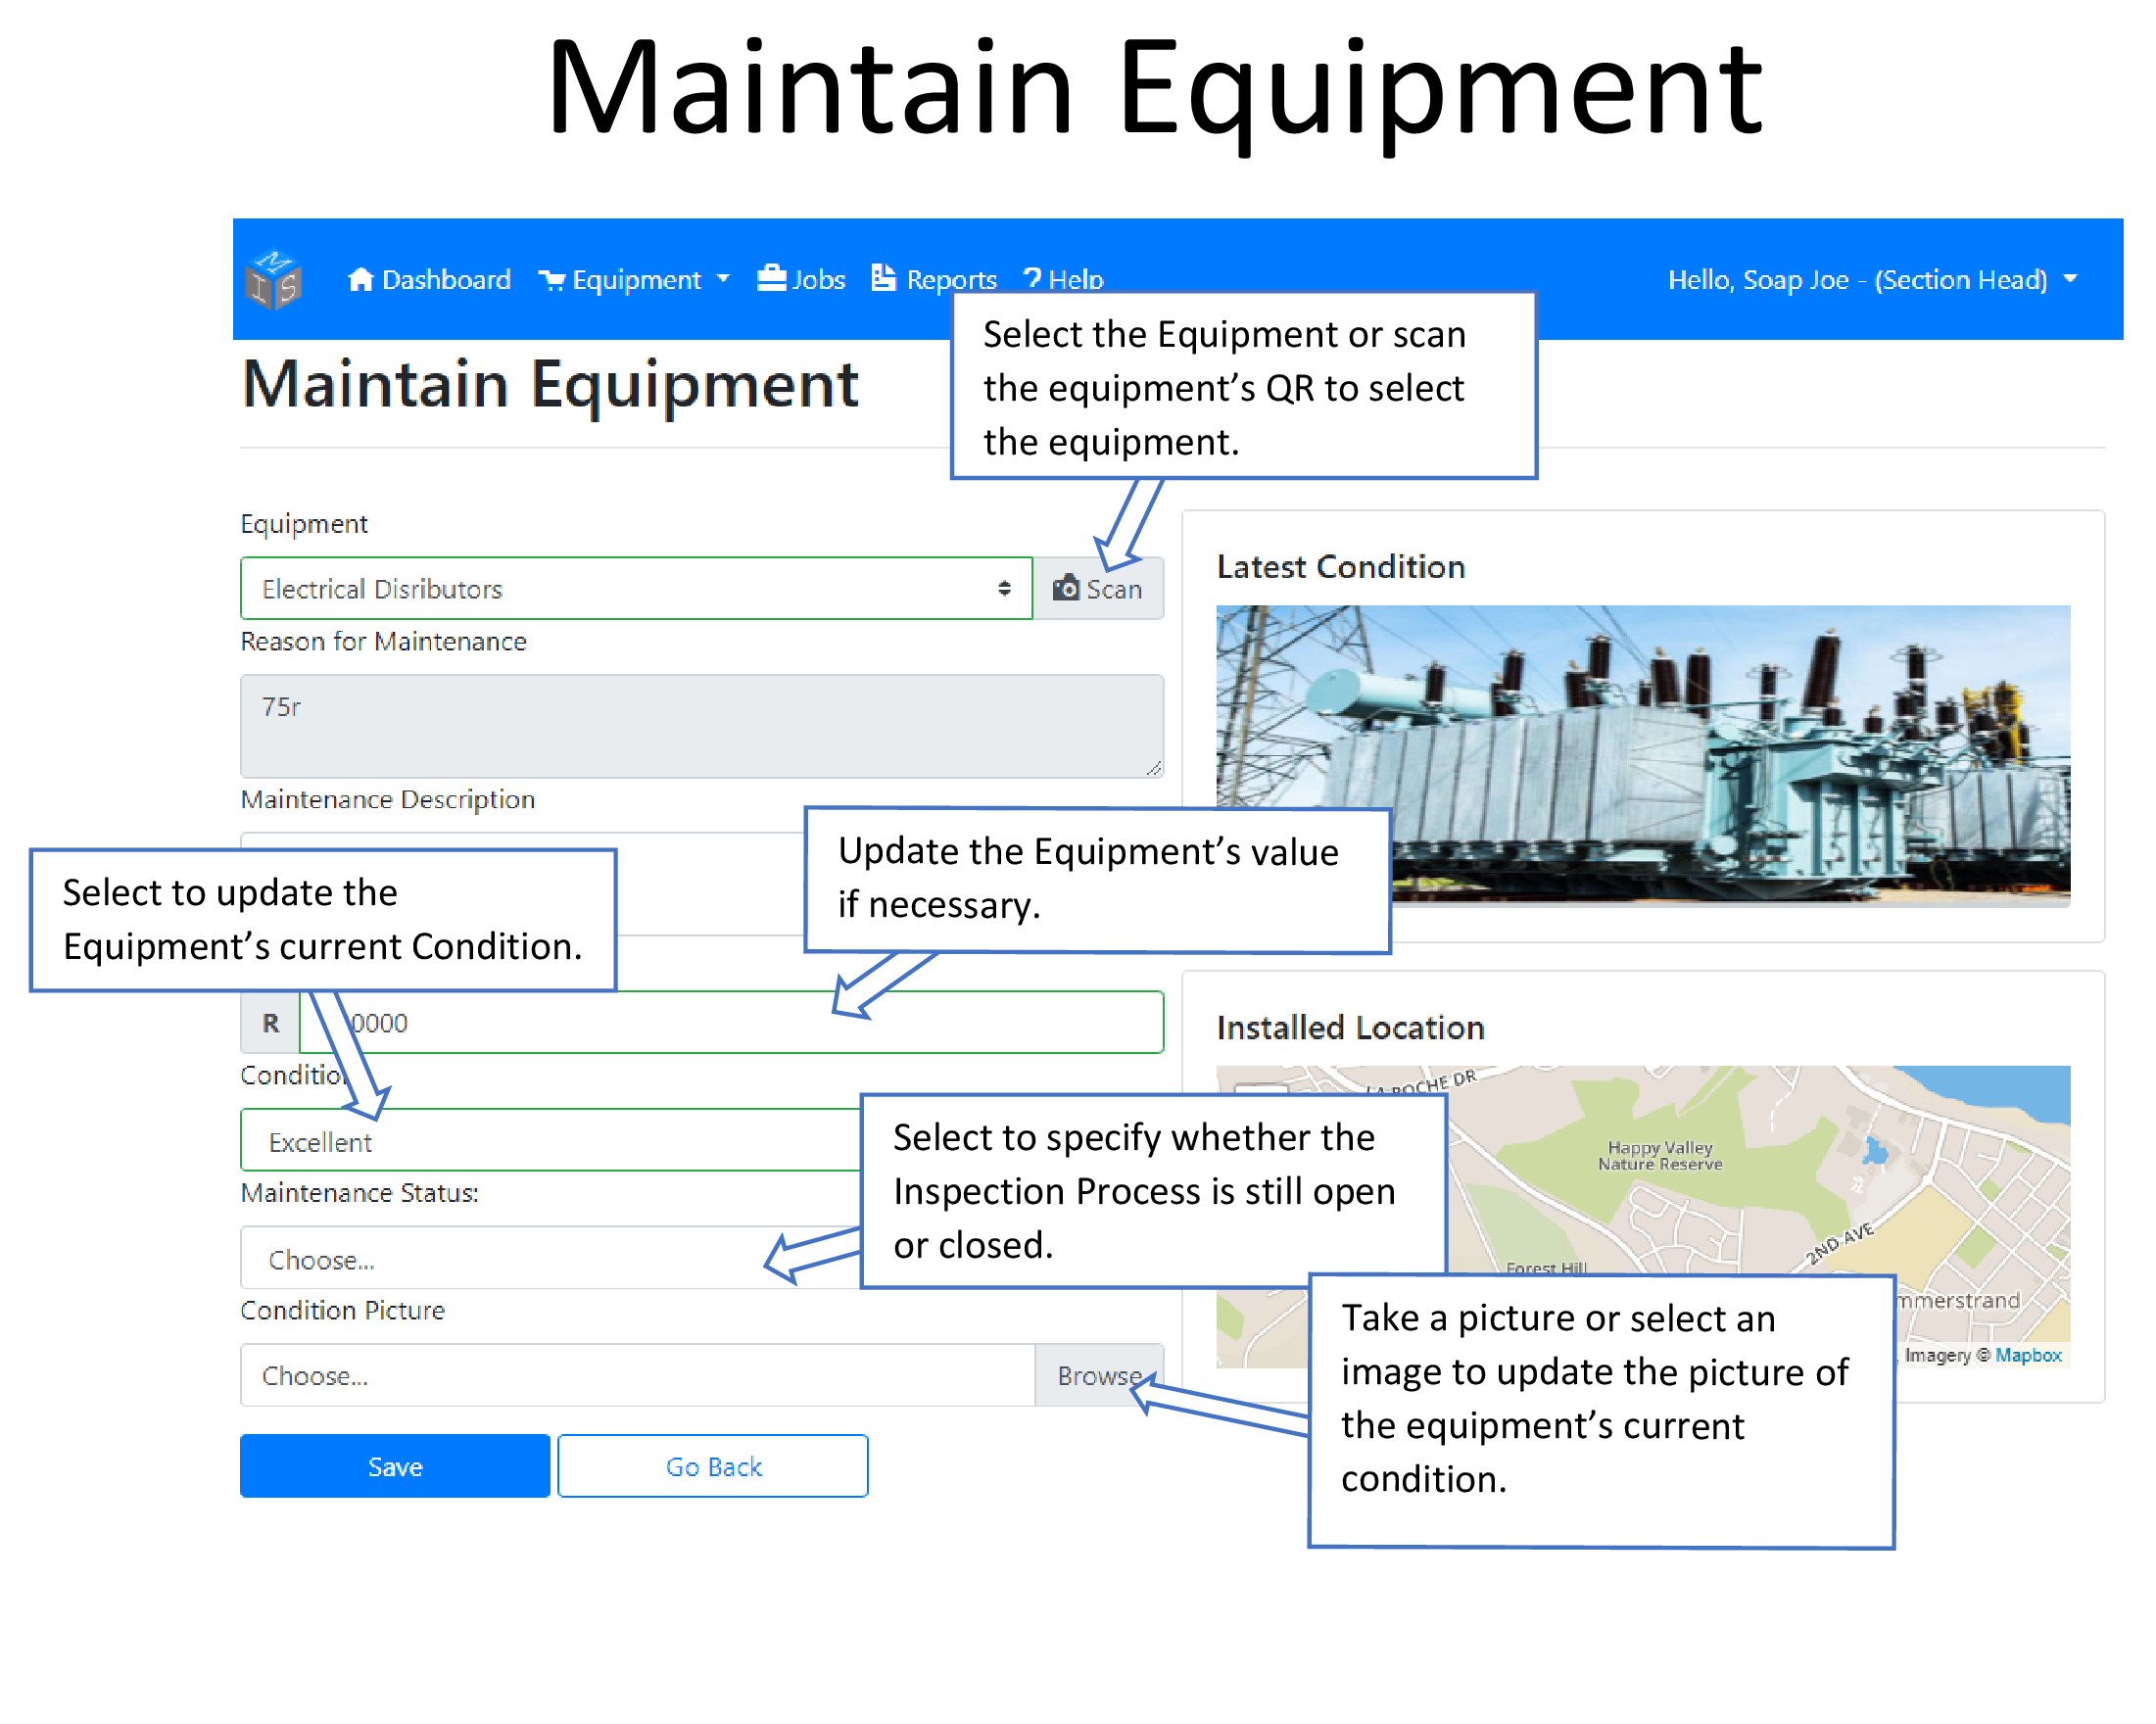 Maintain Equipment
M
I S
Dashboard Equipment Jobs Reports ? Help Hello, Soap Joe - (Section Head)
Maintain Equipment
Select the Equipment or scan
the equipment’s QR to select
the equipment.
Equipment
Electrical Disributors
Scan
Reason for Maintenance
75r
Maintenance Description
Select to update the
Equipment’s current Condition.
Update the Equipment’s value
if necessary.
R 0000
Condition
Excellent
Maintenance Status:
Choose...
Select to specify whether the
Inspection Process is still open
or closed.
Condition Picture
Choose...
Browse
Take a picture or select an
image to update the picture of
the equipment’s current
condition.
Save
Go Back
Latest Condition
Installed Location
LA ROCHE DR
Happy Valley
Nature Reserve
2ND AVE
Forest Hill
mmerstrand
Imagery © Mapbox